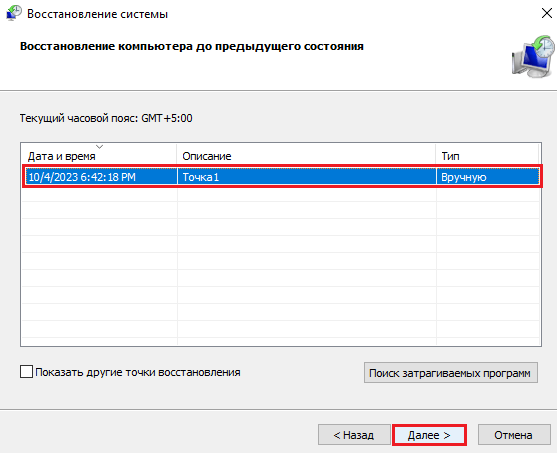 Восстановление системы
Восстановление компьютера до предыдущего состояния
Текущий часовой пояс: GMT+5:00
Дата и время Описание Тип
10/4/2023 6:42:18 PM Точка1 Вручную
Показать другие точки восстановления Поиск затрагиваемых программ
< Назад Далее > Отмена